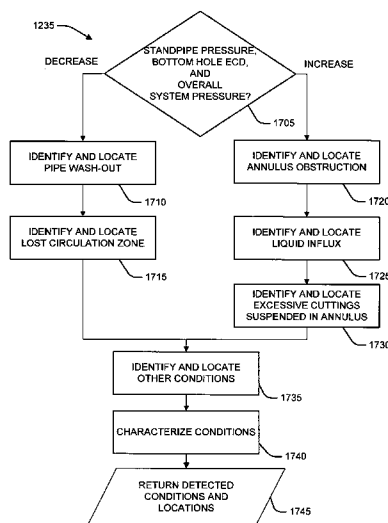 1235
STANDPIPE PRESSURE,
BOTTOM HOLE ECD,
AND
OVERALL
SYSTEM PRESSURE?
DECREASE
INCREASE
1705
IDENTIFY AND LOCATE
PIPE WASH-OUT
1710
IDENTIFY AND LOCATE
ANNULUS OBSTRUCTION
1720
IDENTIFY AND LOCATE
LOST CIRCULATION ZONE
1715
IDENTIFY AND LOCATE
LIQUID INFLUX
1725
IDENTIFY AND LOCATE
EXCESSIVE CUTTINGS
SUSPENDED IN ANNULUS
1730
IDENTIFY AND LOCATE
OTHER CONDITIONS
1735
CHARACTERIZE CONDITIONS
1740
RETURN DETECTED
CONDITIONS AND
LOCATIONS
1745